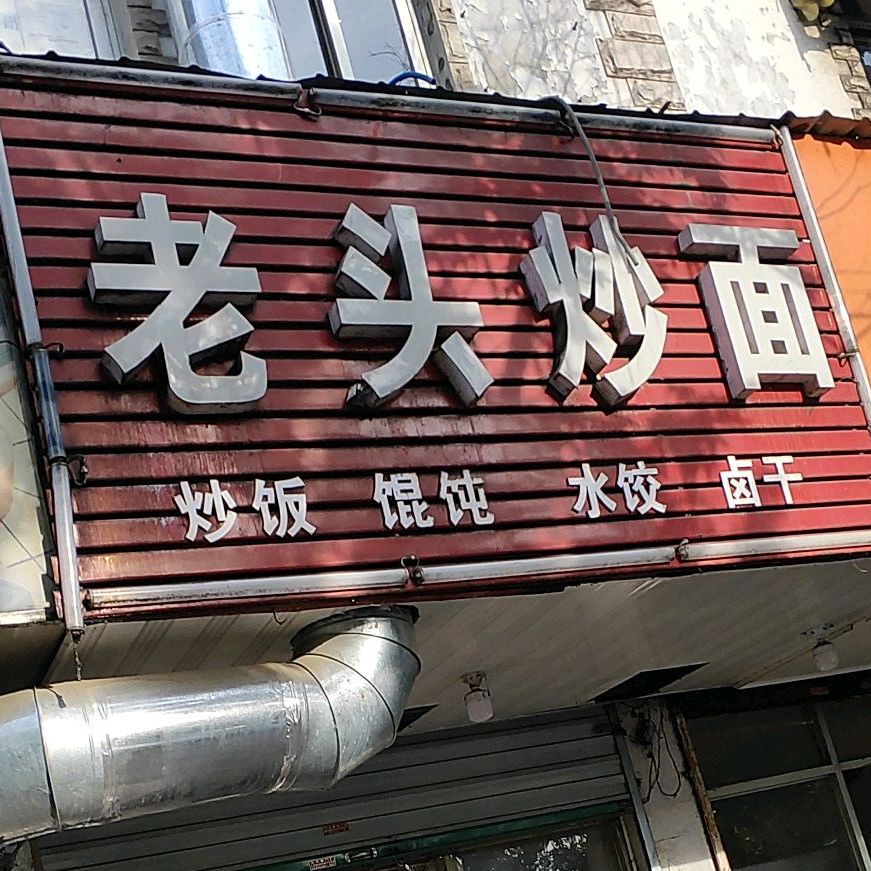 老头炒面
炒饭 馄饨 水饺 卤干